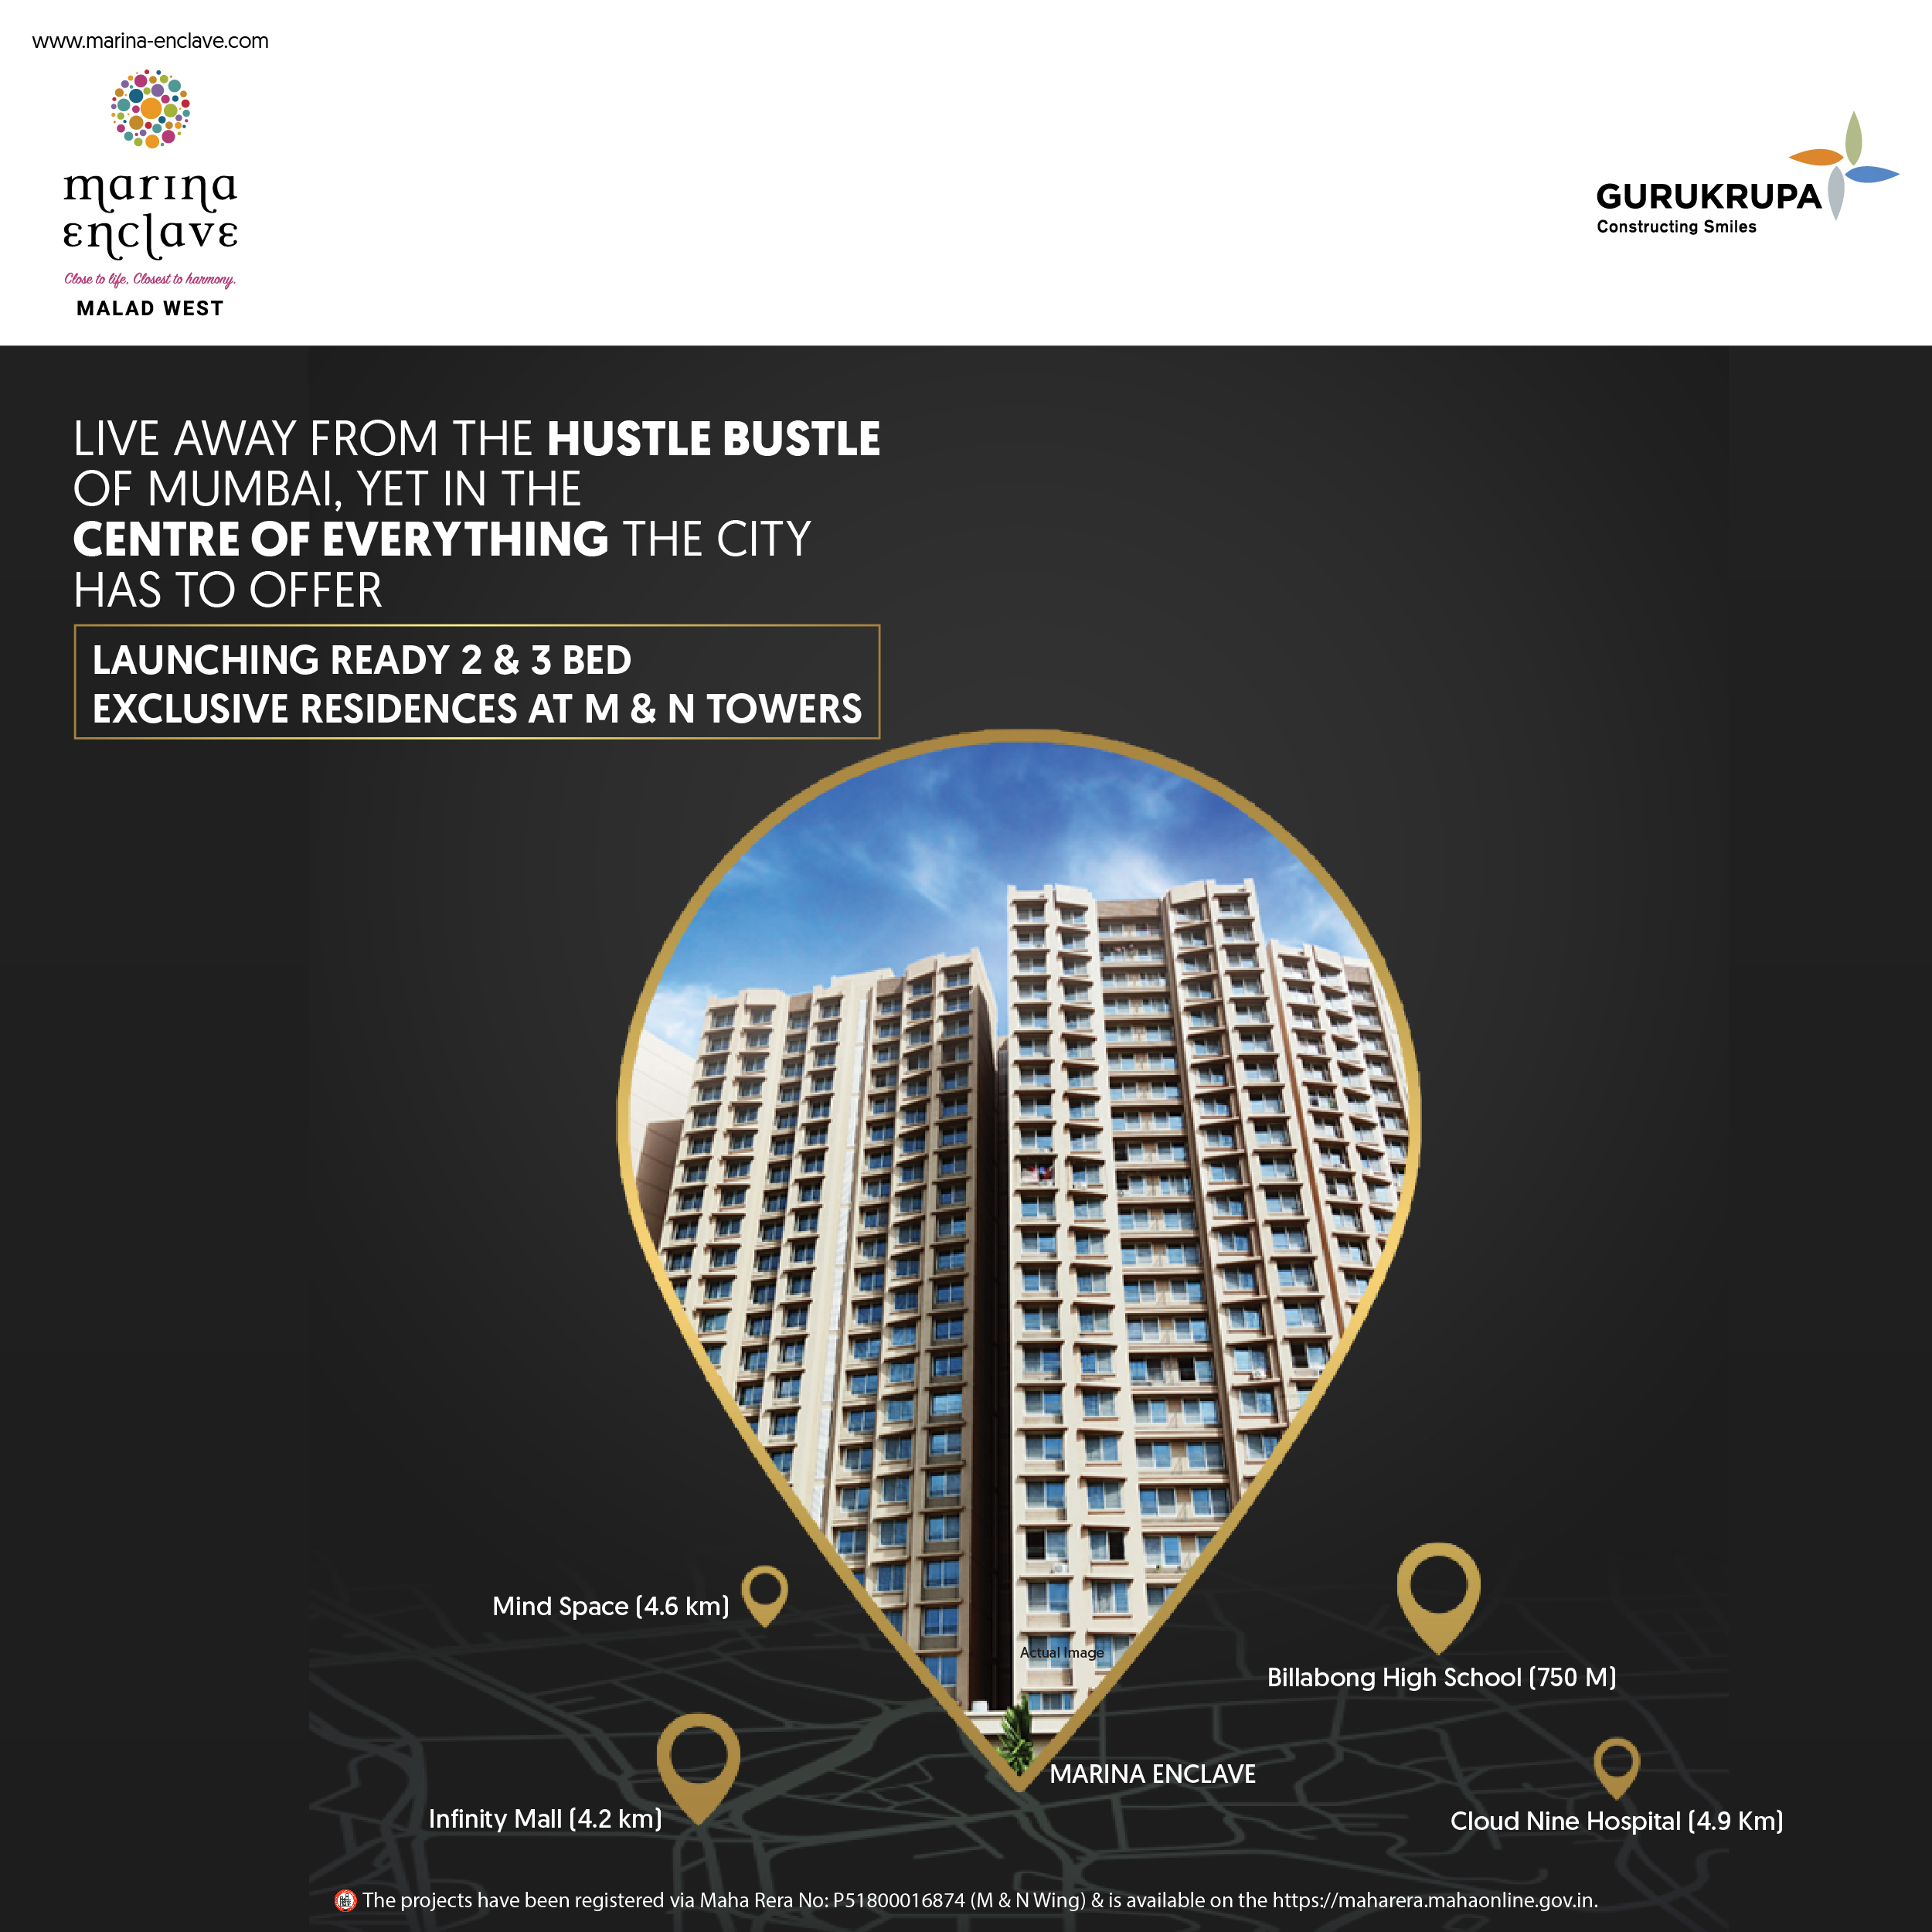 www.marina-enclave.com
marina
enclave
Close to life, Closest to harmony.
MALAD WEST
GURUKRUPA
Constructing Smiles
LIVE AWAY FROM THE HUSTLE BUSTLE
OF MUMBAI, YET IN THE
CENTRE OF EVERYTHING THE CITY
HAS TO OFFER
LAUNCHING READY 2 & 3 BED
EXCLUSIVE RESIDENCES AT M & N TOWERS
Mind Space (4.6 km)
Actual Image
Billabong High School (750 M)
MARINA ENCLAVE
Infinity Mall (4.2 km)
Cloud Nine Hospital (4.9 Km)
The projects have been registered via Maha Rera No: P51800016874 (M & N Wing) & is available on the https://maharera.mahaonline.gov.in.